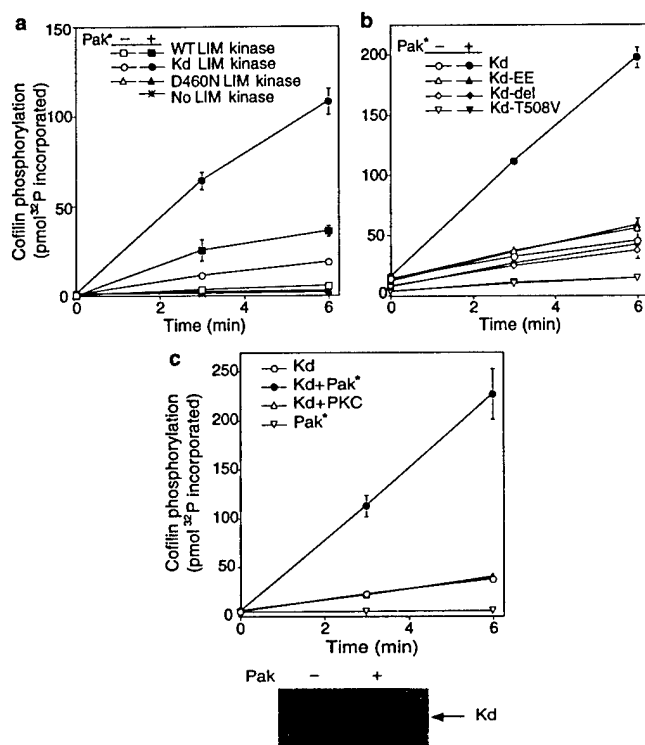 a
Pak* – +
WT LIM kinase
Kd LIM kinase
D460N LIM kinase
No LIM kinase
Cofilin phosphorylation
(pmol ³²P incorporated)
150
100
50
0
0 2 4 6
Time (min)
b
Pak* – +
Kd
Kd-EE
Kd-del
Kd-T508V
200
150
100
50
0
0 2 4 6
Time (min)
c
Kd
Kd+Pak*
Kd+PKC
Pak*
Cofilin phosphorylation
(pmol ³²P incorporated)
250
200
150
100
50
0
0 2 4 6
Time (min)
Pak – +
Kd